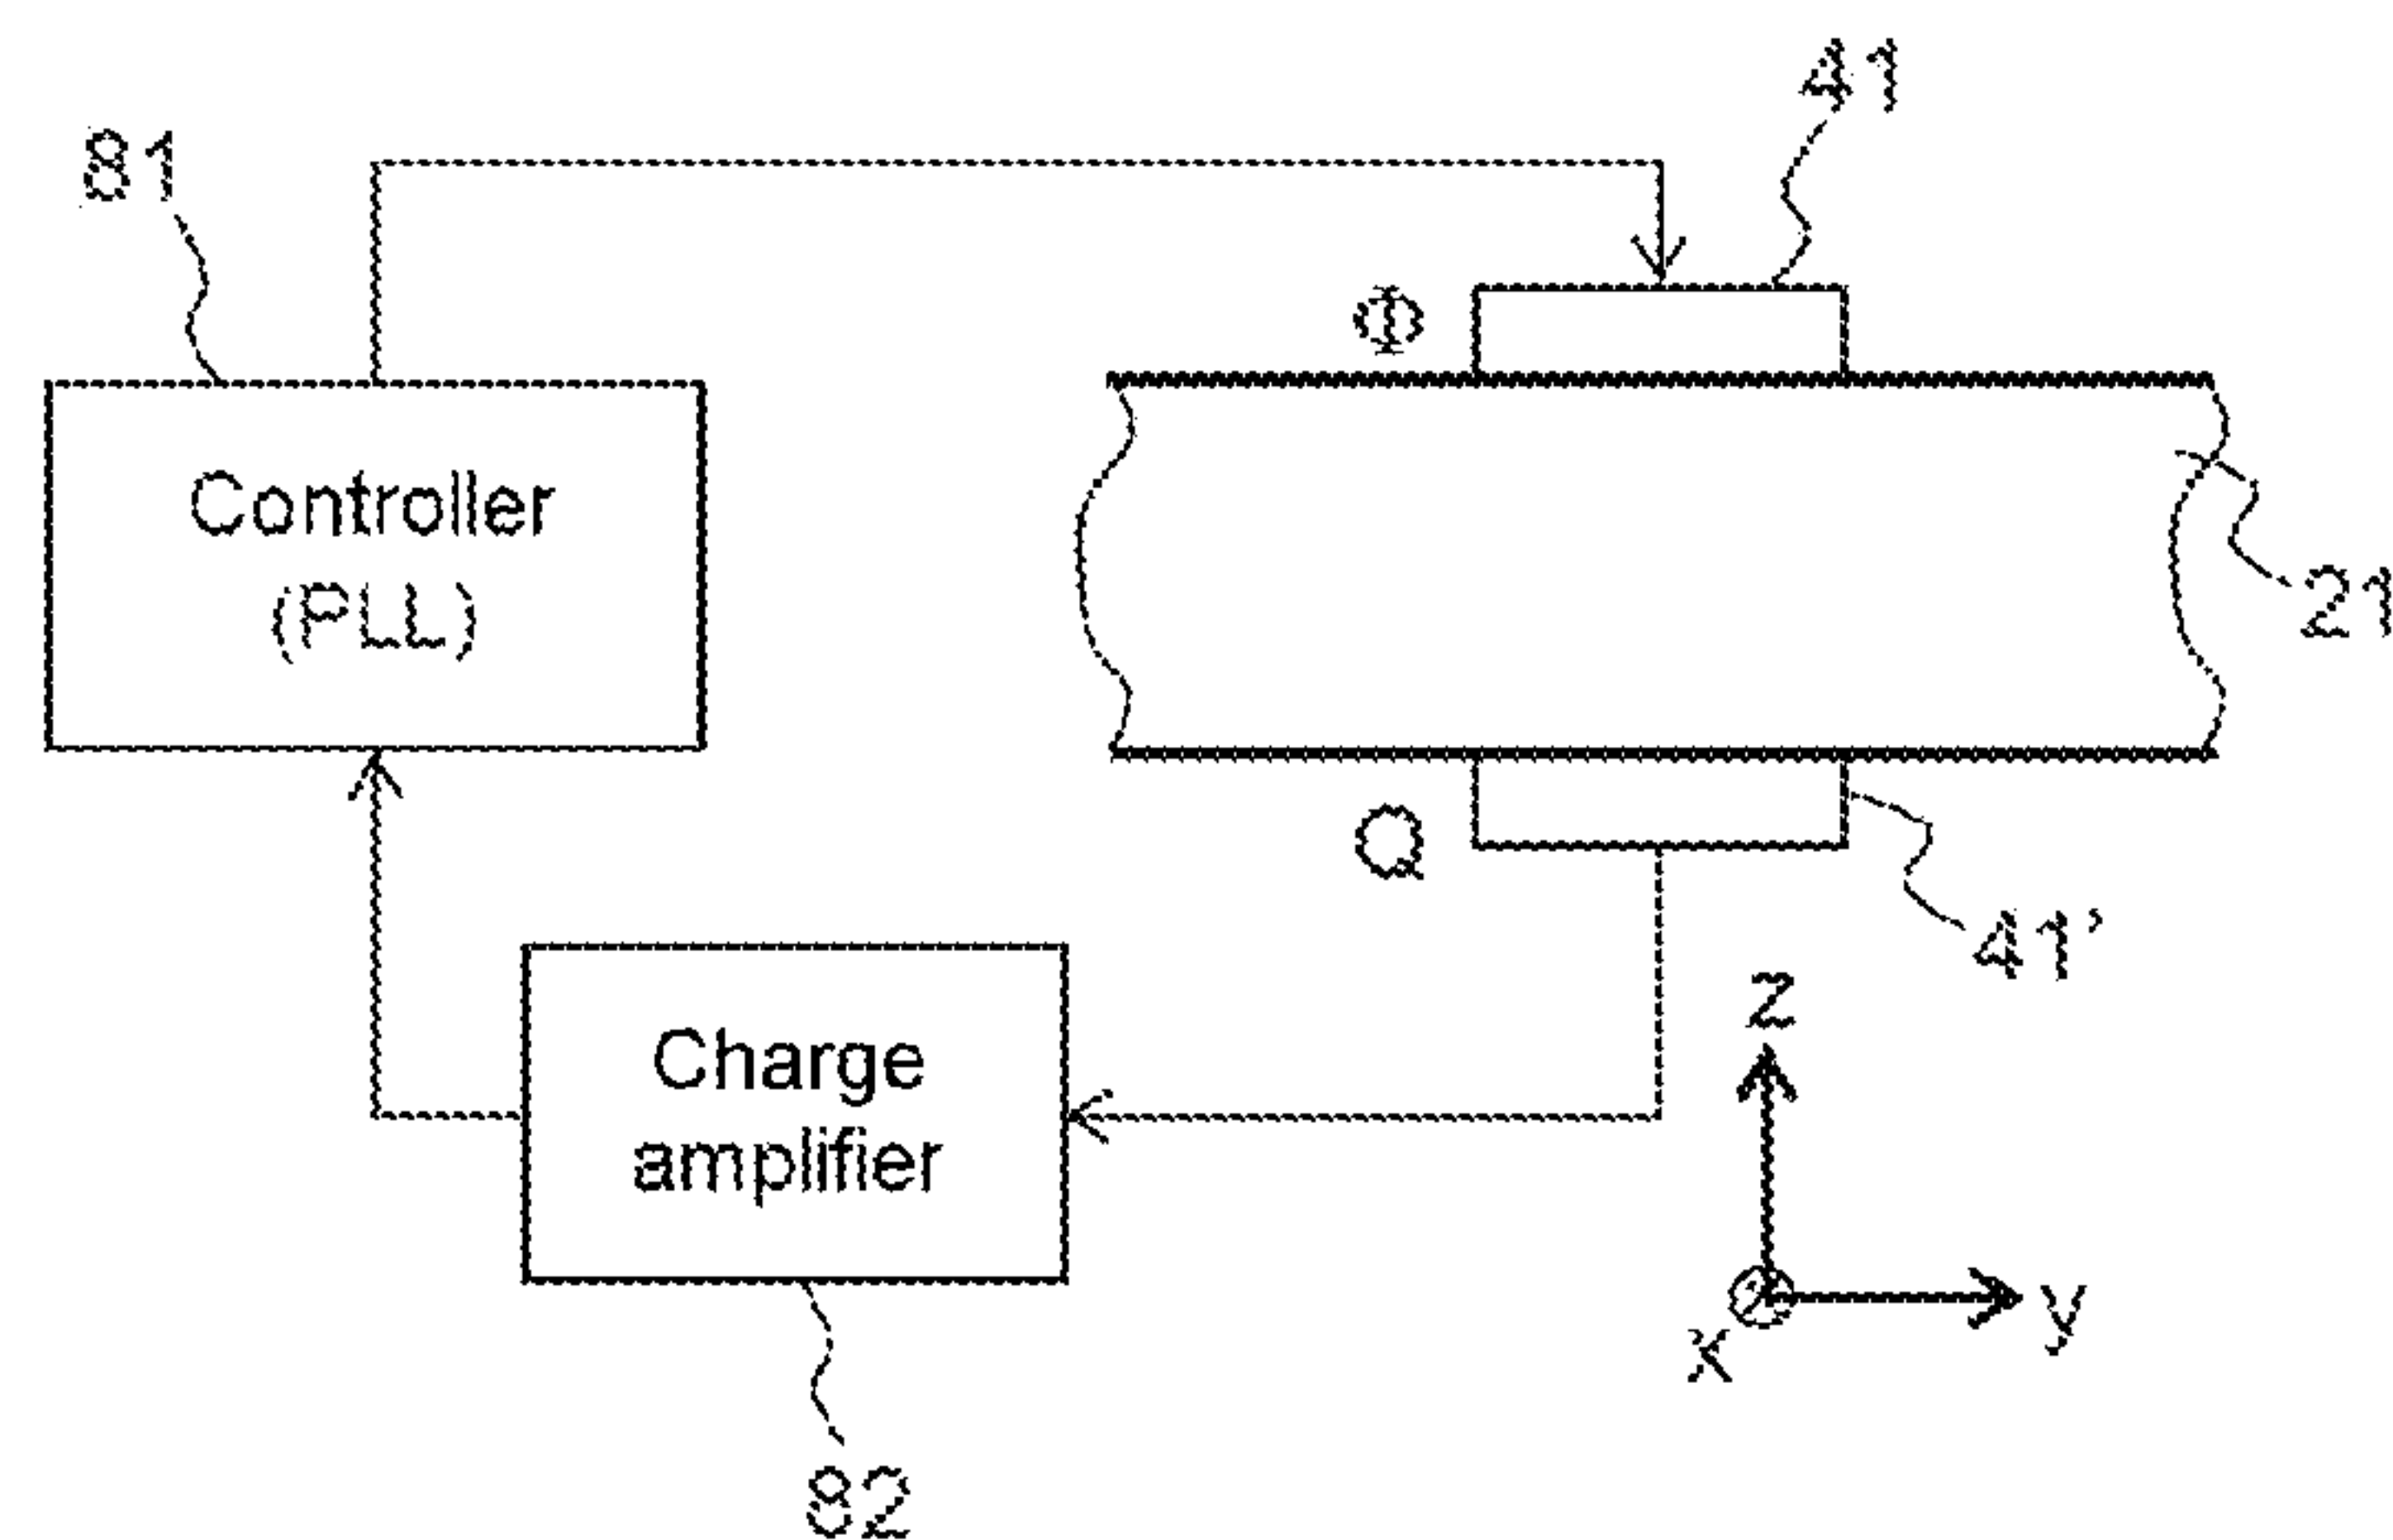 41
81
Φ
Controller
(PLL)
21
Q
41'
z
Charge
amplifier
y
x
82